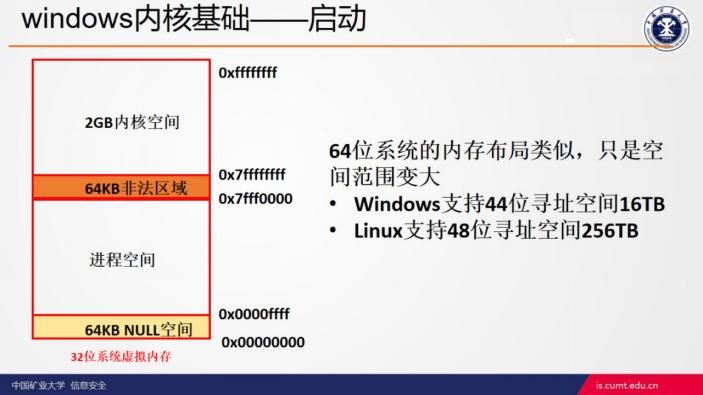 windows内核基础——启动
0xffffffff
2GB内核空间
0x7fffffff
64KB非法区域
0x7fff0000
进程空间
0x0000ffff
64KB NULL空间
0x00000000
32位系统虚拟内存
64位系统的内存布局类似，只是空
间范围变大
• Windows支持44位寻址空间16TB
• Linux支持48位寻址空间256TB
中国矿业大学 信息安全
is.cumt.edu.cn